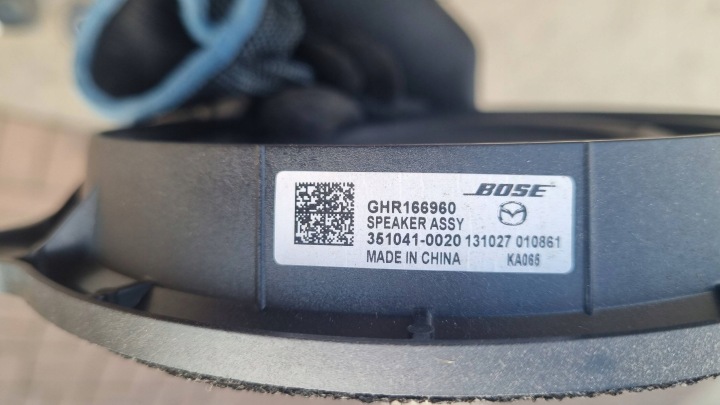 BOSE
GHR166960
SPEAKER ASSY
351041-0020 131027 010861
MADE IN CHINA KA065